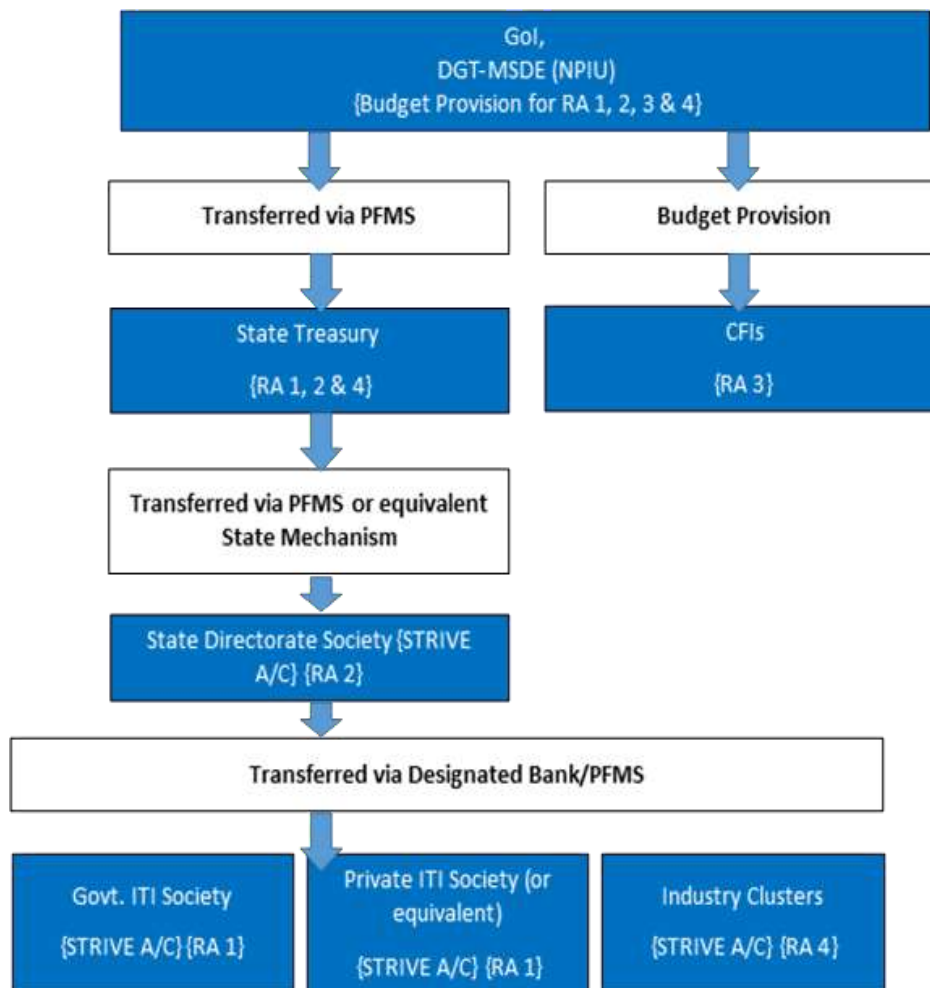 GoI,
DGT-MSDE (NPIU)
{Budget Provision for RA 1, 2, 3 & 4}
Transferred via PFMS
Budget Provision
State Treasury
{RA 1, 2 & 4}
CFIs
{RA 3}
Transferred via PFMS or equivalent
State Mechanism
State Directorate Society {STRIVE
A/C} {RA 2}
Transferred via Designated Bank/PFMS
Govt. ITI Society
{STRIVE A/C} {RA 1}
Private ITI Society (or
equivalent)
{STRIVE A/C} {RA 1}
Industry Clusters
{STRIVE A/C} {RA 4}